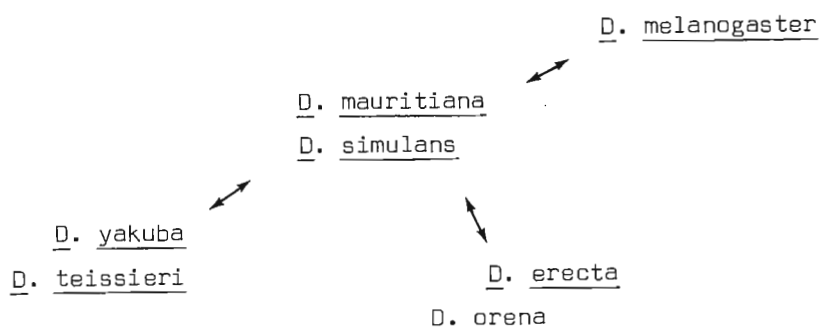 D. melanogaster
D. mauritiana
D. simulans
D. yakuba
D. teissieri
D. erecta
D. orena